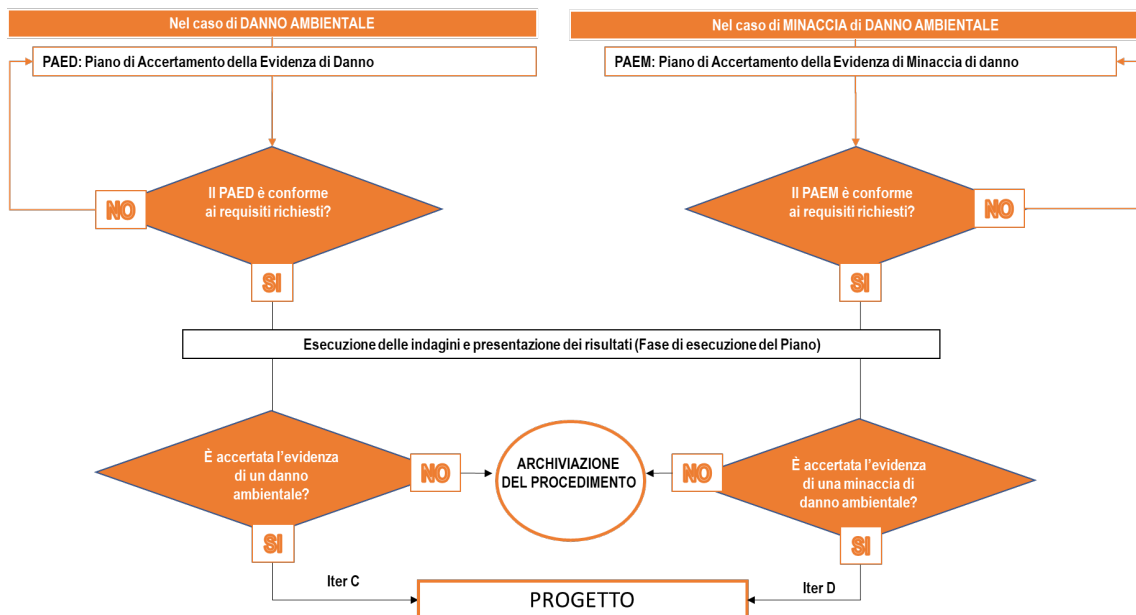 Nel caso di DANNO AMBIENTALE
Nel caso di MINACCIA di DANNO AMBIENTALE
PAED: Piano di Accertamento della Evidenza di Danno
PAEM: Piano di Accertamento della Evidenza di Minaccia di danno
Il PAED è conforme
ai requisiti richiesti?
NO
SI
Il PAEM è conforme
ai requisiti richiesti?
NO
SI
Esecuzione delle indagini e presentazione dei risultati (Fase di esecuzione del Piano)
È accertata l'evidenza
di un danno
ambientale?
NO
SI
ARCHIVIAZIONE
DEL PROCEDIMENTO
NO
È accertata l'evidenza
di una minaccia di
danno ambientale?
SI
Iter C
Iter D
PROGETTO